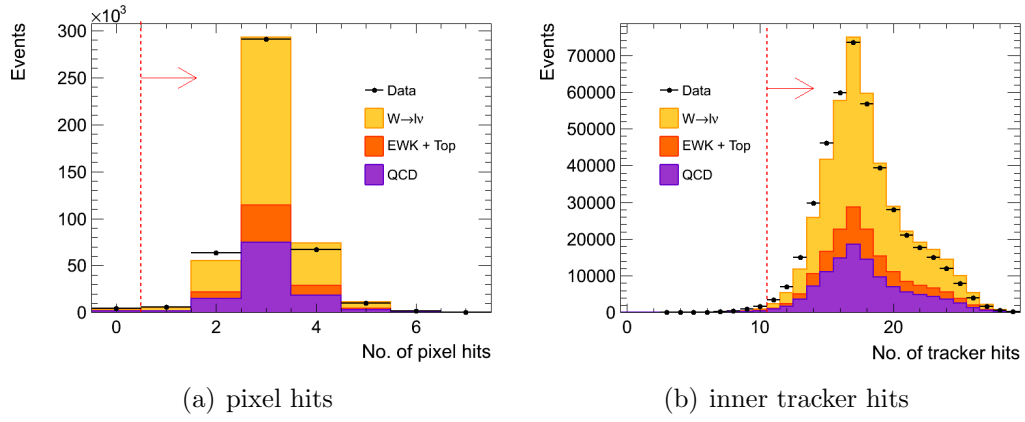 ×10³
300
250
200
150
100
50
0
Events
Data
W→lν
EWK + Top
QCD
0 2 4 6
No. of pixel hits
(a) pixel hits
70000
60000
50000
40000
30000
20000
10000
0
Events
Data
W→lν
EWK + Top
QCD
0 10 20
No. of tracker hits
(b) inner tracker hits